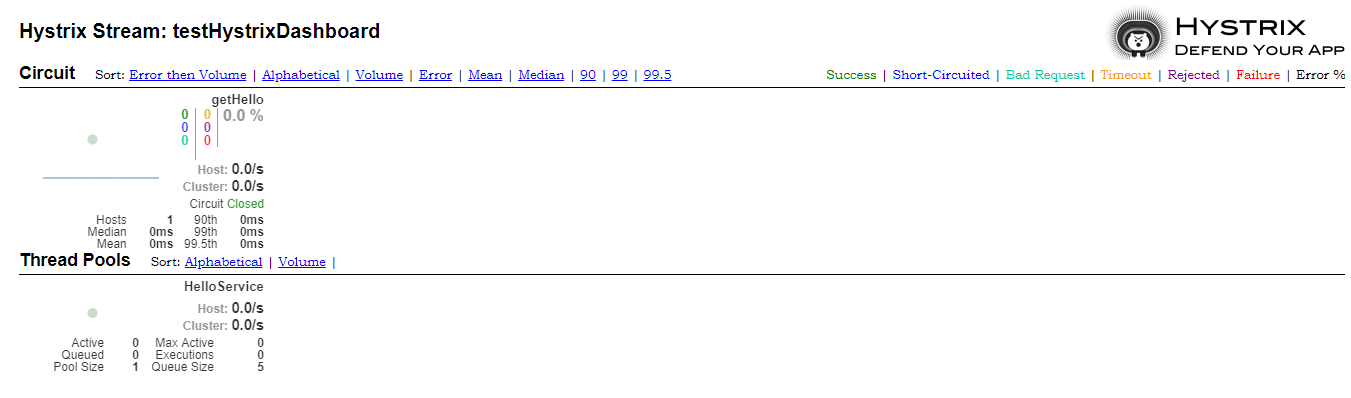 Hystrix Stream: testHystrixDashboard
HYSTRIX
DEFEND YOUR APP
Circuit Sort: Error then Volume | Alphabetical | Volume | Error | Mean | Median | 90 | 99 | 99.5
Success | Short-Circuited | Bad Request | Timeout | Rejected | Failure | Error %
getHello
0 0 0.0 %
0 0
0 0
Host: 0.0/s
Cluster: 0.0/s
Circuit Closed
Hosts 1 90th 0ms
Median 0ms 99th 0ms
Mean 0ms 99.5th 0ms
Thread Pools Sort: Alphabetical | Volume |
HelloService
Host: 0.0/s
Cluster: 0.0/s
Active 0 Max Active 0
Queued 0 Executions 0
Pool Size 1 Queue Size 5